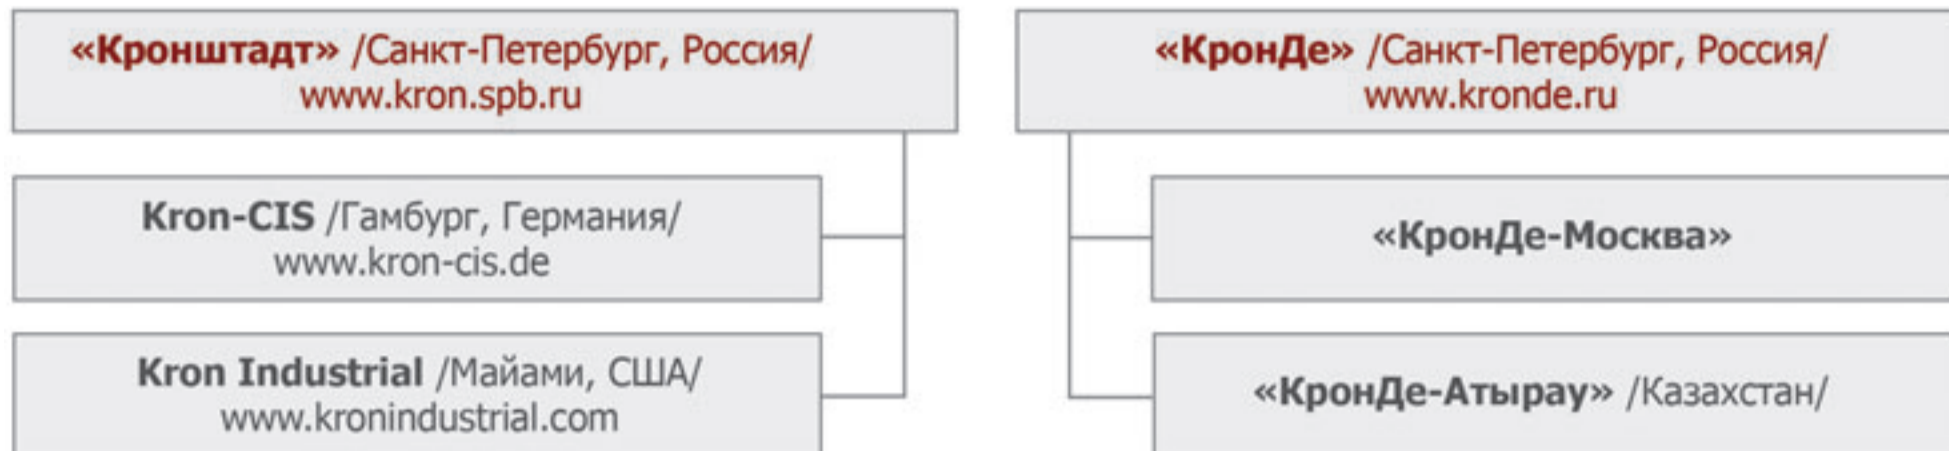 «Кронштадт» /Санкт-Петербург, Россия/
www.kron.spb.ru
Kron-CIS /Гамбург, Германия/
www.kron-cis.de
Kron Industrial /Майами, США/
www.kronindustrial.com
«КронДе» /Санкт-Петербург, Россия/
www.kronde.ru
«КронДе-Москва»
«КронДе-Атырау» /Казахстан/